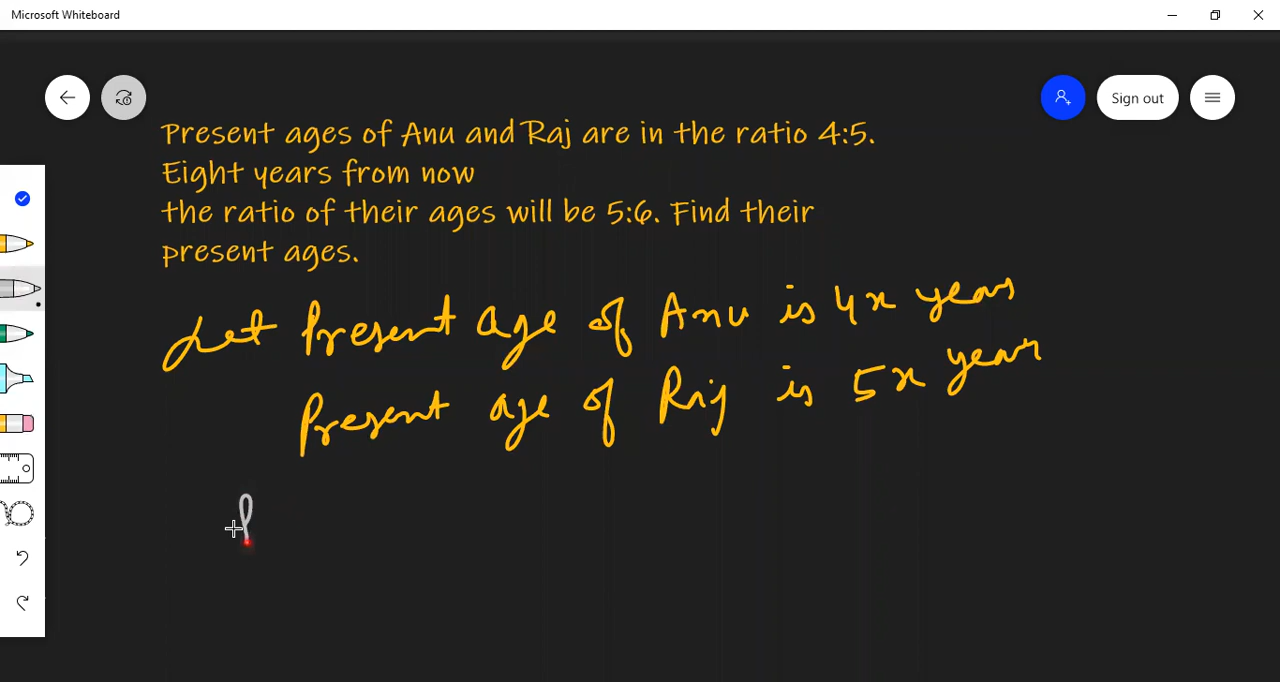 Microsoft Whiteboard
Sign out
Present ages of Anu and Raj are in the ratio 4:5.
Eight years from now
the ratio of their ages will be 5:6. Find their
present ages.
Let Present age of Anu is 4x years
Present age of Raj is 5x year